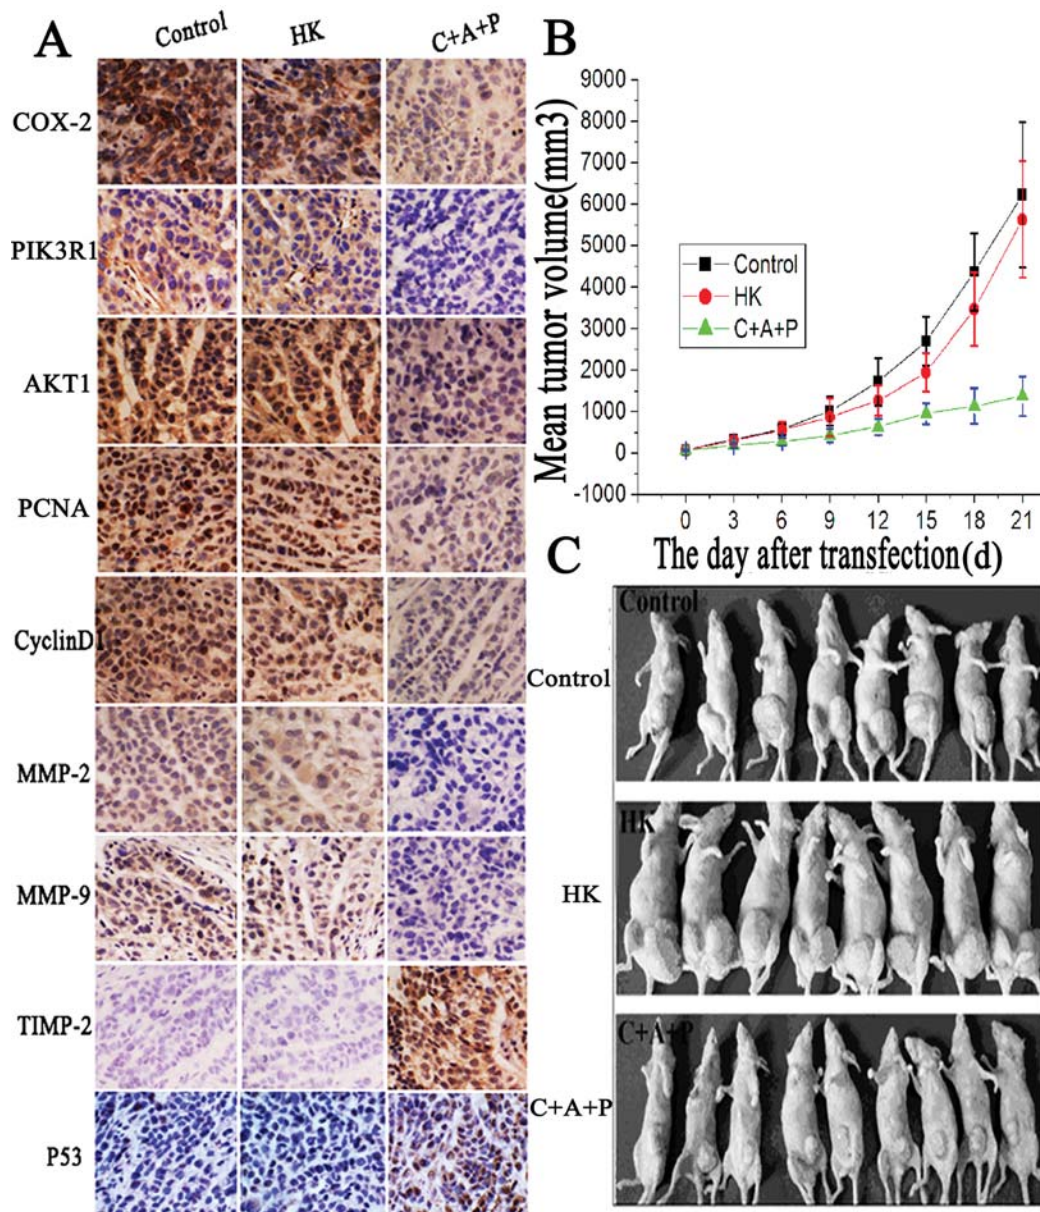 A
Control HK C+A+P
COX-2
PIK3R1
AKT1
PCNA
CyclinD1
MMP-2
MMP-9
TIMP-2
P53
B
Mean tumor volume(mm3)
9000
8000
7000
6000
5000
4000
3000
2000
1000
0
-1000
Control
HK
C+A+P
0 3 6 9 12 15 18 21
The day after transfection(d)
C
Control
Control
HK
HK
C+A+P
C+A+P